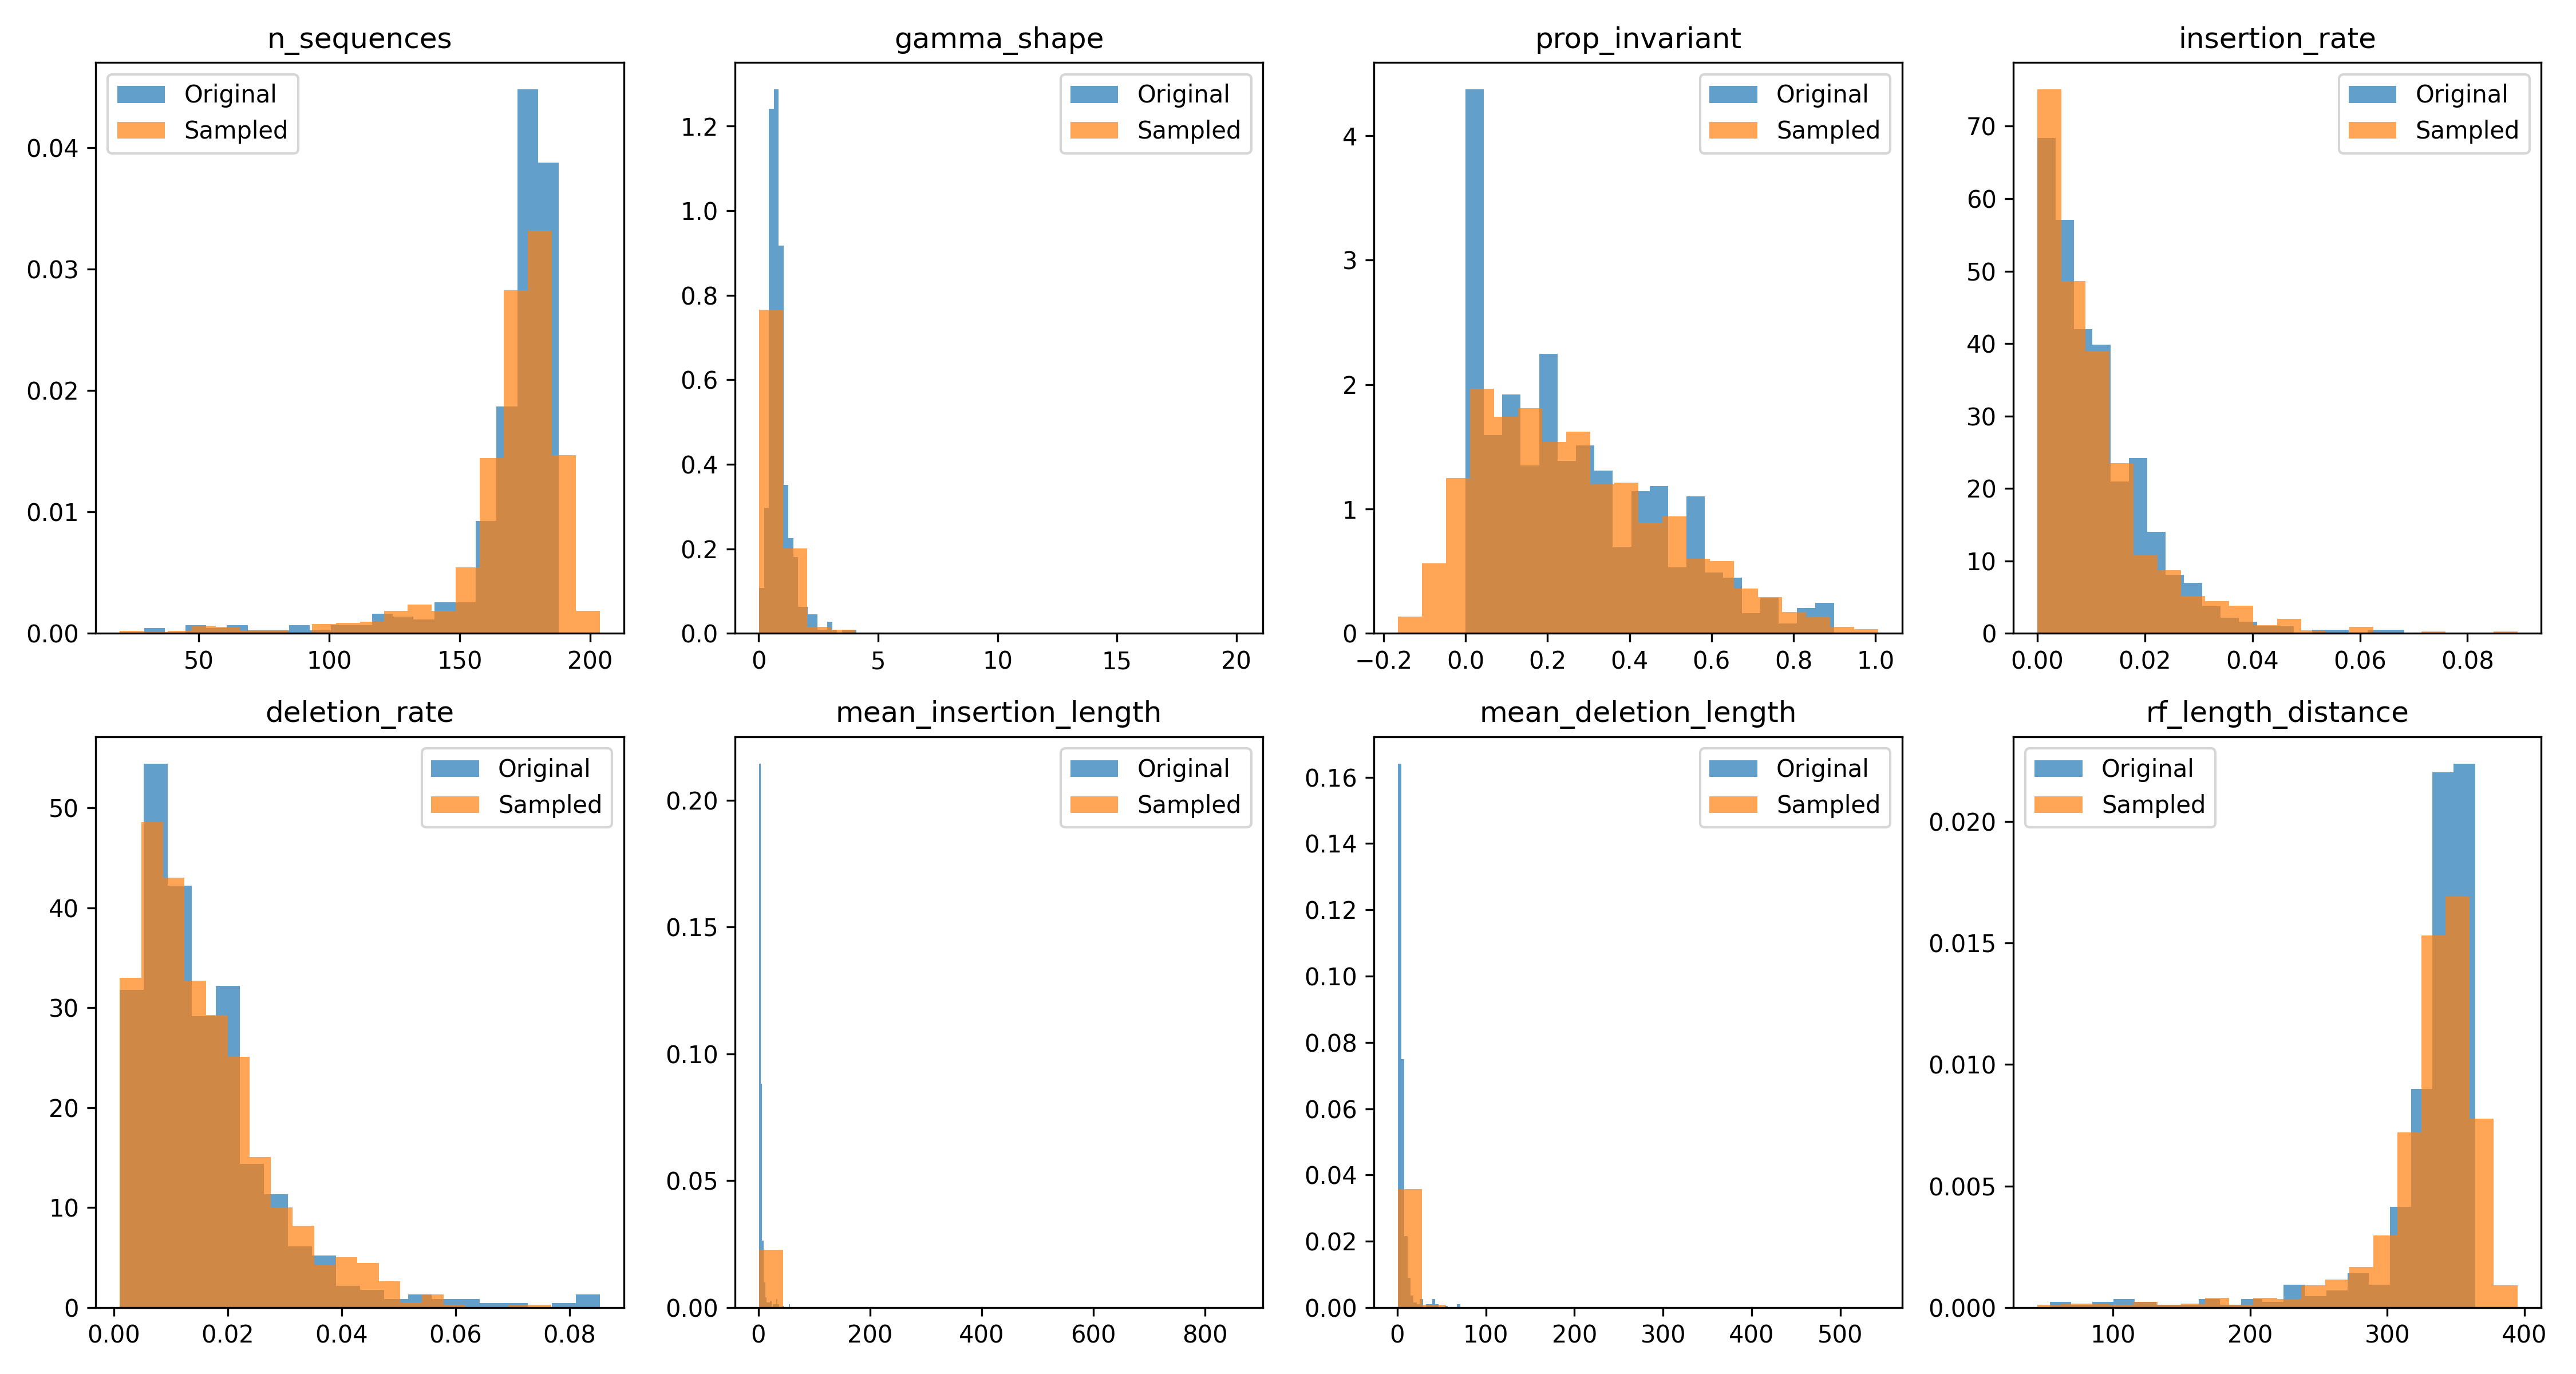 n_sequences
Original
Sampled
0.04
0.03
0.02
0.01
0.00
50 100 150 200
gamma_shape
Original
Sampled
1.2
1.0
0.8
0.6
0.4
0.2
0.0
0 5 10 15 20
prop_invariant
Original
Sampled
4
3
2
1
0
−0.2 0.0 0.2 0.4 0.6 0.8 1.0
insertion_rate
Original
Sampled
70
60
50
40
30
20
10
0
0.00 0.02 0.04 0.06 0.08
deletion_rate
Original
Sampled
50
40
30
20
10
0
0.00 0.02 0.04 0.06 0.08
mean_insertion_length
Original
Sampled
0.20
0.15
0.10
0.05
0.00
0 200 400 600 800
mean_deletion_length
Original
Sampled
0.16
0.14
0.12
0.10
0.08
0.06
0.04
0.02
0.00
0 100 200 300 400 500
rf_length_distance
Original
Sampled
0.020
0.015
0.010
0.005
0.000
100 200 300 400